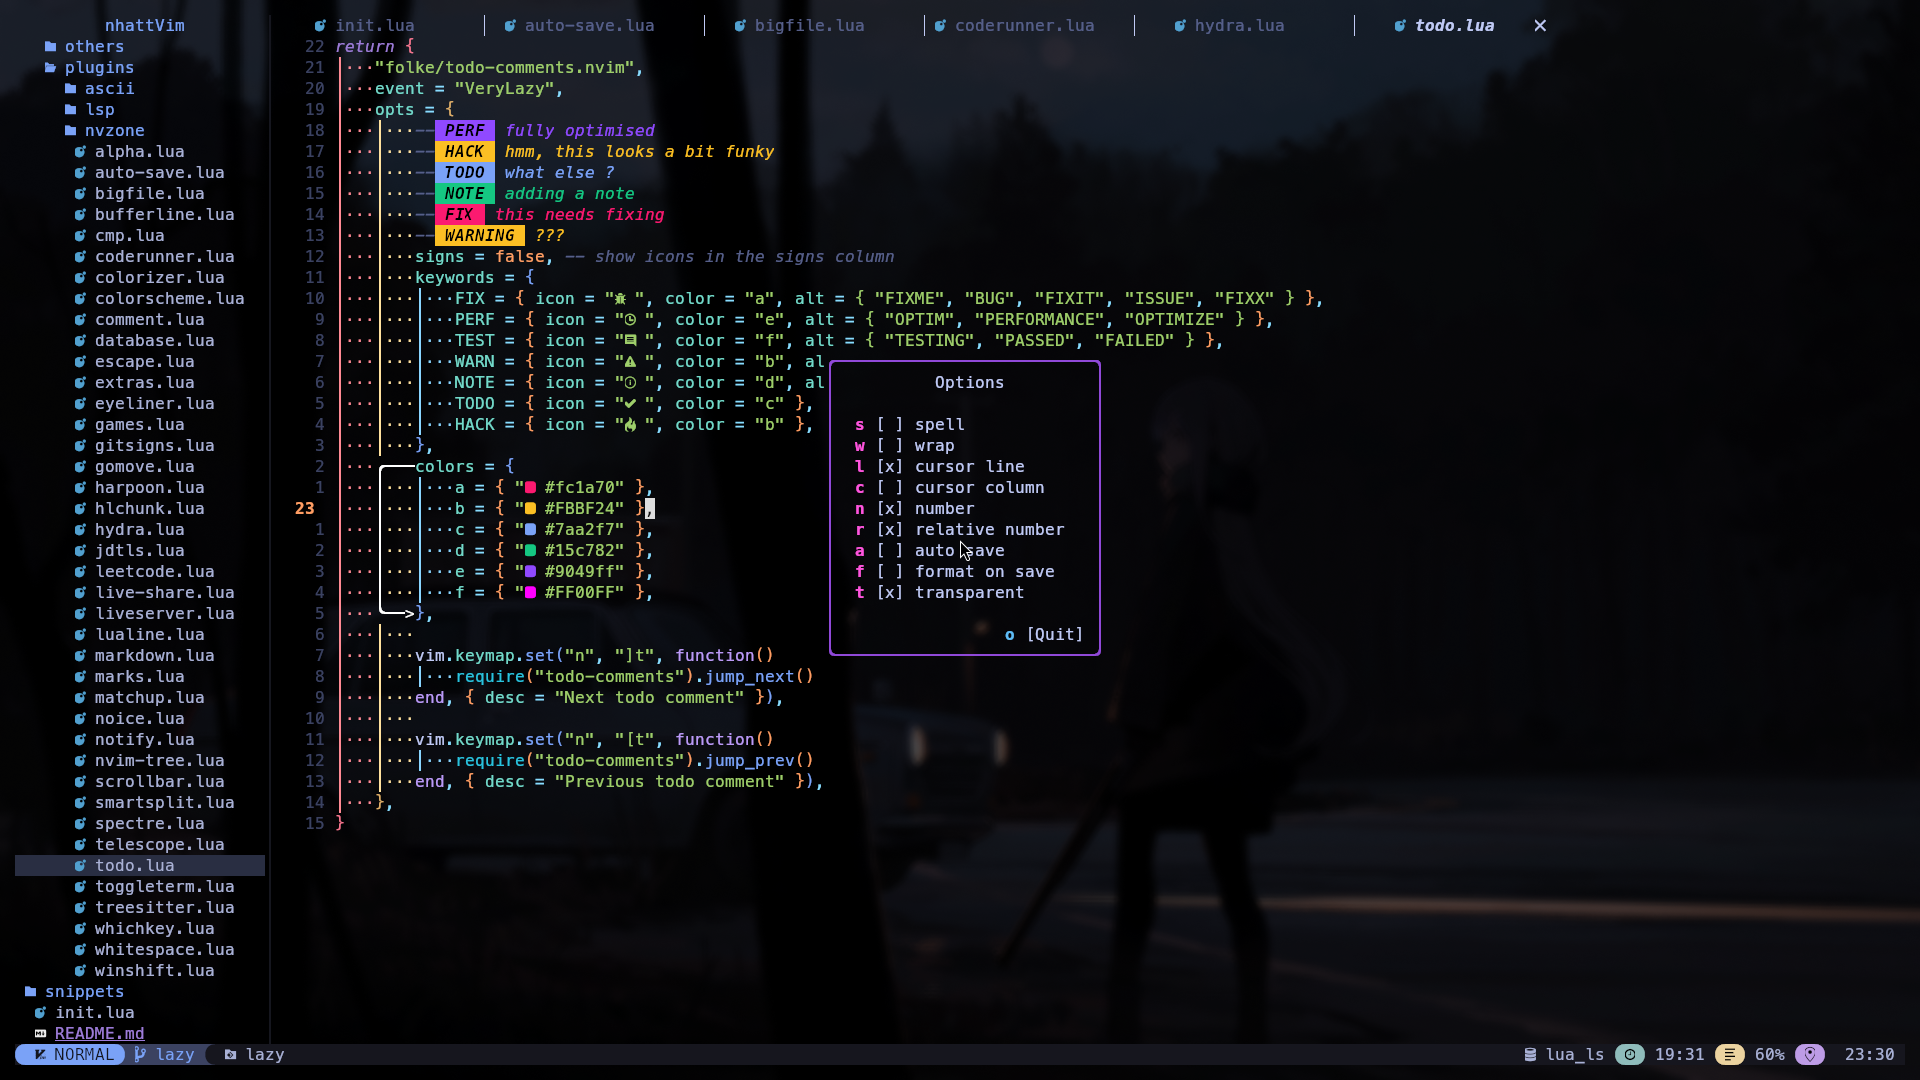 nhattVim
others
plugins
ascii
lsp
nvzone
alpha.lua
auto-save.lua
bigfile.lua
bufferline.lua
cmp.lua
coderunner.lua
colorizer.lua
colorscheme.lua
comment.lua
database.lua
escape.lua
extras.lua
eyeliner.lua
games.lua
gitsigns.lua
gomove.lua
harpoon.lua
hlchunk.lua
hydra.lua
jdtls.lua
leetcode.lua
live-share.lua
liveserver.lua
lualine.lua
markdown.lua
marks.lua
matchup.lua
noice.lua
notify.lua
nvim-tree.lua
scrollbar.lua
smartsplit.lua
spectre.lua
telescope.lua
todo.lua
toggleterm.lua
treesitter.lua
whichkey.lua
whitespace.lua
winshift.lua
snippets
init.lua
README.md
init.lua auto-save.lua bigfile.lua coderunner.lua hydra.lua todo.lua ✕
22 return {
21 ···"folke/todo-comments.nvim",
20 ···event = "VeryLazy",
19 ···opts = {
18 ··· ···-- PERF fully optimised
17 ··· ···-- HACK hmm, this looks a bit funky
16 ··· ···-- TODO what else ?
15 ··· ···-- NOTE adding a note
14 ··· ···-- FIX this needs fixing
13 ··· ···-- WARNING ???
12 ··· ···signs = false, -- show icons in the signs column
11 ··· ···keywords = {
10 ··· ··· ···FIX = { icon = " ", color = "a", alt = { "FIXME", "BUG", "FIXIT", "ISSUE", "FIXX" } },
9 ··· ··· ···PERF = { icon = " ", color = "e", alt = { "OPTIM", "PERFORMANCE", "OPTIMIZE" } },
8 ··· ··· ···TEST = { icon = " ", color = "f", alt = { "TESTING", "PASSED", "FAILED" } },
7 ··· ··· ···WARN = { icon = " ", color = "b", al
6 ··· ··· ···NOTE = { icon = " ", color = "d", al
5 ··· ··· ···TODO = { icon = " ", color = "c" },
4 ··· ··· ···HACK = { icon = " ", color = "b" },
3 ··· ···},
2 ··· colors = {
1 ··· ··· ···a = { "#fc1a70" },
23 ··· ··· ···b = { "#FBBF24" },
1 ··· ··· ···c = { "#7aa2f7" },
2 ··· ··· ···d = { "#15c782" },
3 ··· ··· ···e = { "#9049ff" },
4 ··· ··· ···f = { "#FF00FF" },
5 ··· >},
6 ··· ···
7 ··· ···vim.keymap.set("n", "]t", function()
8 ··· ··· ···require("todo-comments").jump_next()
9 ··· ···end, { desc = "Next todo comment" }),
10 ··· ···
11 ··· ···vim.keymap.set("n", "[t", function()
12 ··· ··· ···require("todo-comments").jump_prev()
13 ··· ···end, { desc = "Previous todo comment" }),
14 ···},
15 }
Options
s [ ] spell
w [ ] wrap
l [x] cursor line
c [ ] cursor column
n [x] number
r [x] relative number
a [ ] auto save
f [ ] format on save
t [x] transparent
o [Quit]
NORMAL lazy lazy lua_ls 19:31 60% 23:30